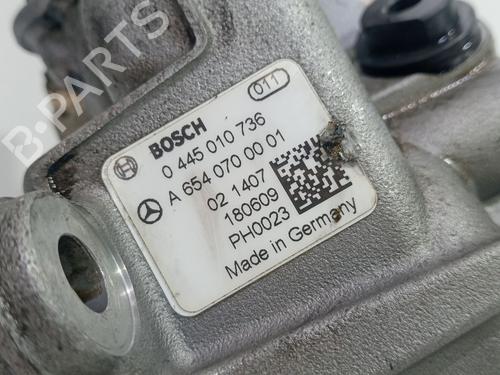 B-PARTS
011
BOSCH
0 445 010 736
A 654 070 00 01
02 1407
180609
PH0023
Made in Germany